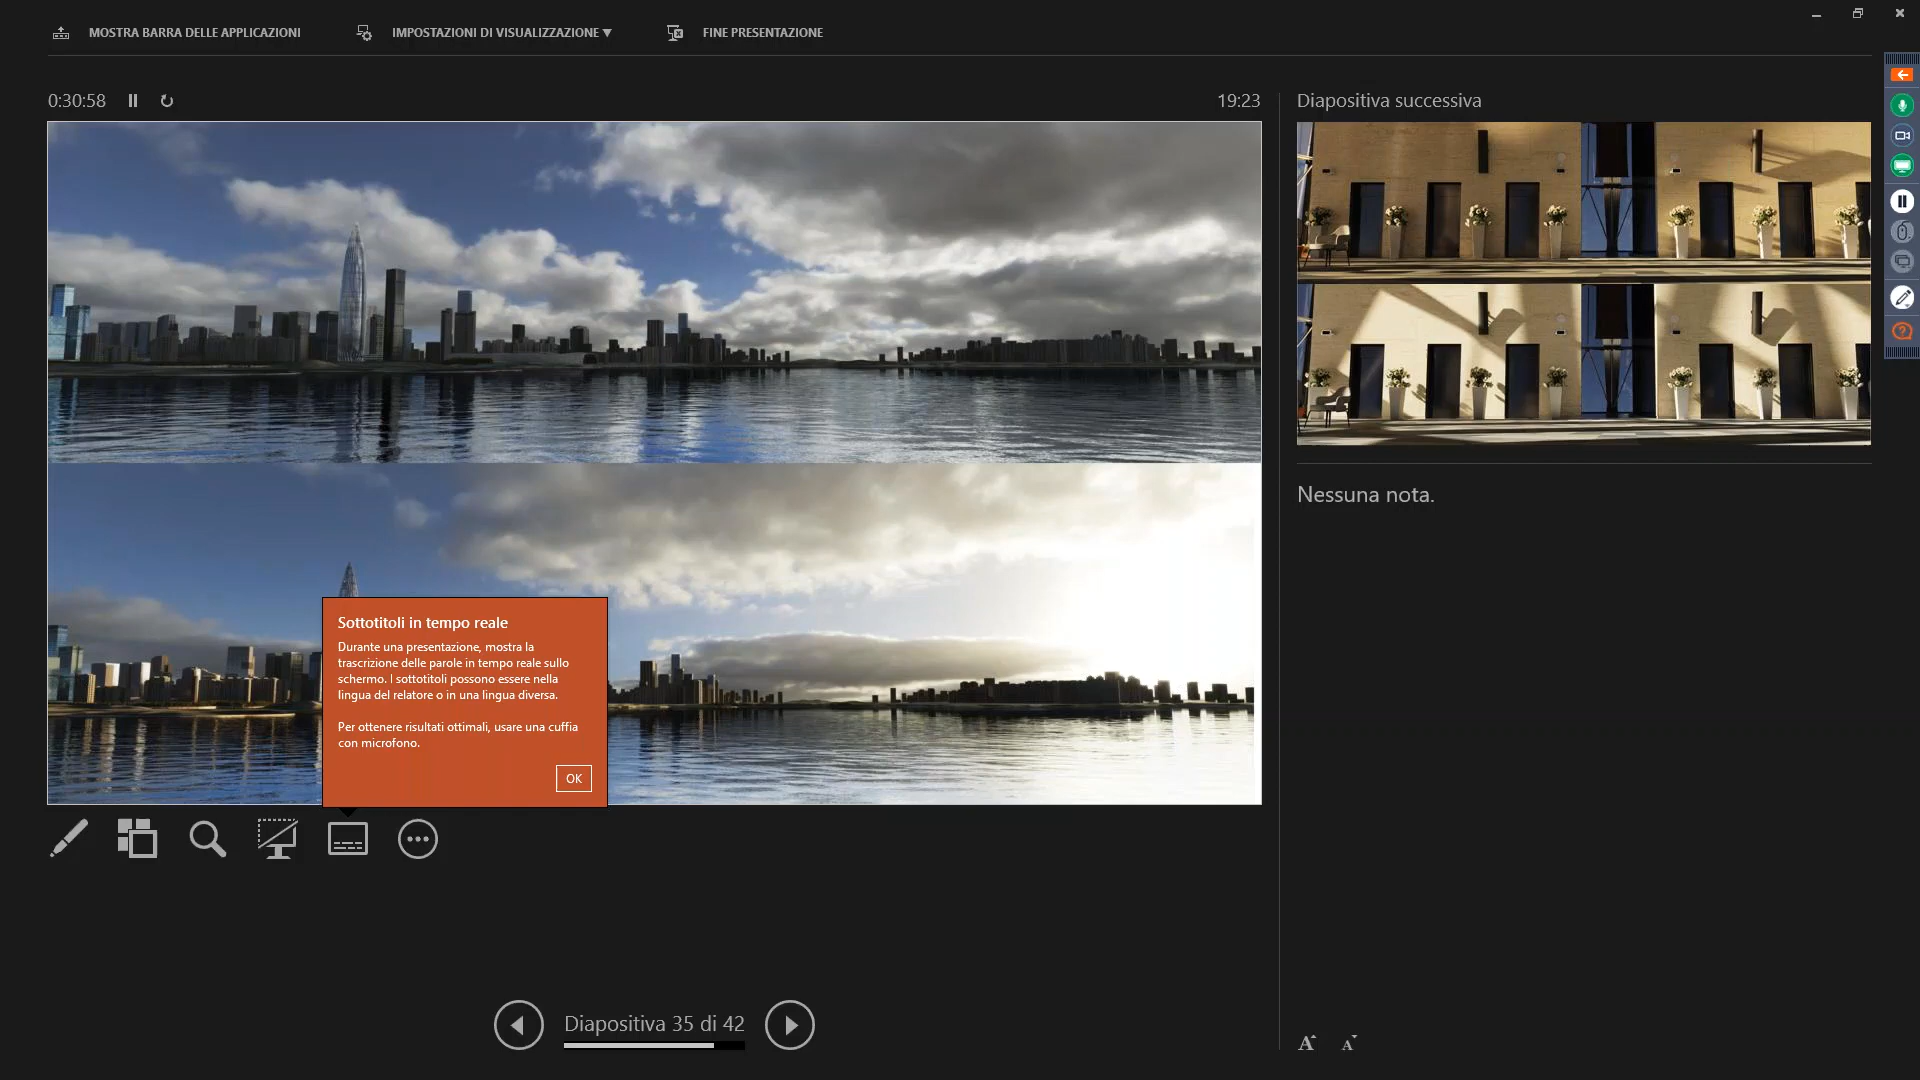 MOSTRA BARRA DELLE APPLICAZIONI
IMPOSTAZIONI DI VISUALIZZAZIONE
FINE PRESENTAZIONE
0:30:58
19:23
Diapositiva successiva
Nessuna nota.
Sottotitoli in tempo reale
Durante una presentazione, mostra la
trascrizione delle parole in tempo reale sullo
schermo. I sottotitoli possono essere nella
lingua del relatore o in una lingua diversa.
Per ottenere risultati ottimali, usare una cuffia
con microfono.
OK
Diapositiva 35 di 42
A
A